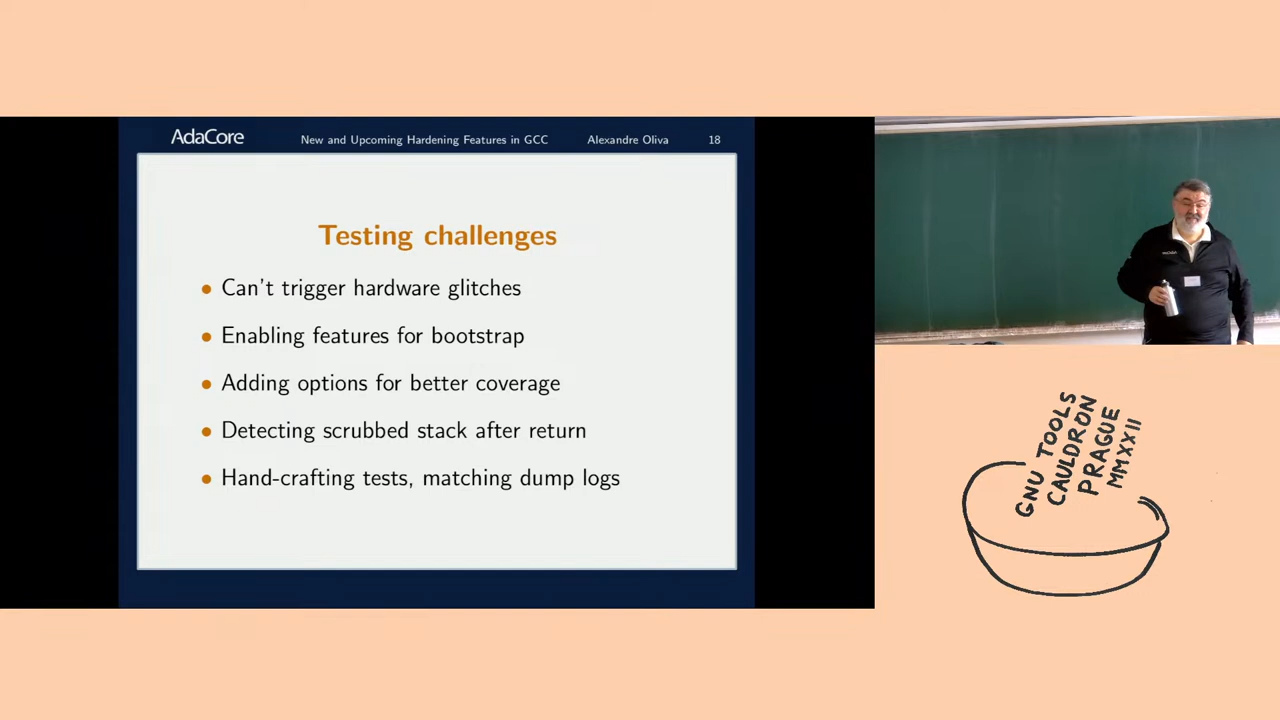 AdaCore New and Upcoming Hardening Features in GCC Alexandre Oliva 18
Testing challenges
• Can't trigger hardware glitches
• Enabling features for bootstrap
• Adding options for better coverage
• Detecting scrubbed stack after return
• Hand-crafting tests, matching dump logs
GNU TOOLS
CAULDRON
PRAGUE
MMXXII